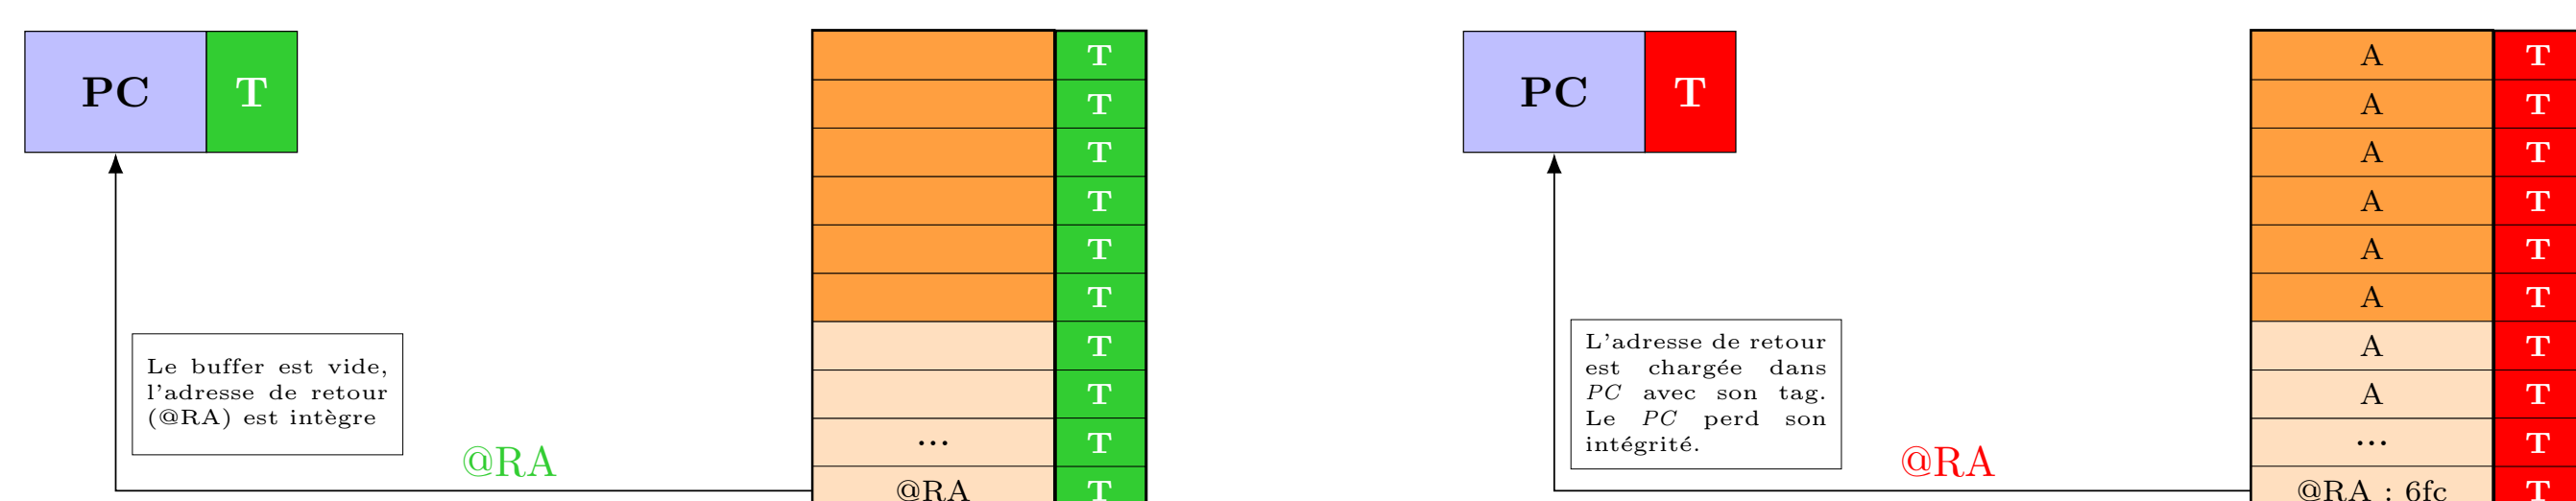 PC T
T
T
T
T
T
T
T
T
... T
@RA T
Le buffer est vide,
l'adresse de retour
(@RA) est intègre
@RA
PC T
A T
A T
A T
A T
A T
A T
A T
A T
... T
@RA : 6fc T
L'adresse de retour
est chargée dans
PC avec son tag.
Le PC perd son
intégrité.
@RA